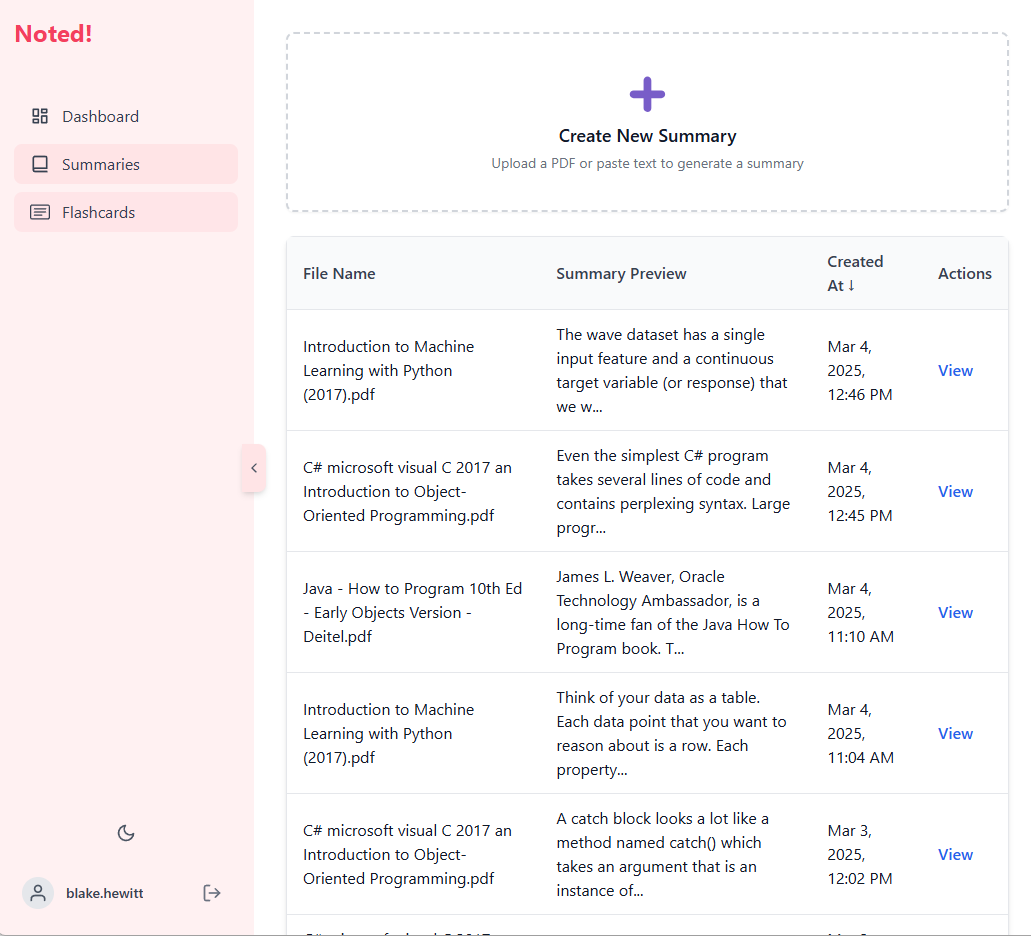 Noted!
Dashboard
Summaries
Flashcards
blake.hewitt
Create New Summary
Upload a PDF or paste text to generate a summary
File Name
Summary Preview
Created
At ↓
Actions
Introduction to Machine
Learning with Python
(2017).pdf
The wave dataset has a single
input feature and a continuous
target variable (or response) that
we w...
Mar 4,
2025,
12:46 PM
View
C# microsoft visual C 2017 an
Introduction to Object-
Oriented Programming.pdf
Even the simplest C# program
takes several lines of code and
contains perplexing syntax. Large
progr...
Mar 4,
2025,
12:45 PM
View
Java - How to Program 10th Ed
- Early Objects Version -
Deitel.pdf
James L. Weaver, Oracle
Technology Ambassador, is a
long-time fan of the Java How To
Program book. T...
Mar 4,
2025,
11:10 AM
View
Introduction to Machine
Learning with Python
(2017).pdf
Think of your data as a table.
Each data point that you want to
reason about is a row. Each
property...
Mar 4,
2025,
11:04 AM
View
C# microsoft visual C 2017 an
Introduction to Object-
Oriented Programming.pdf
A catch block looks a lot like a
method named catch() which
takes an argument that is an
instance of...
Mar 3,
2025,
12:02 PM
View